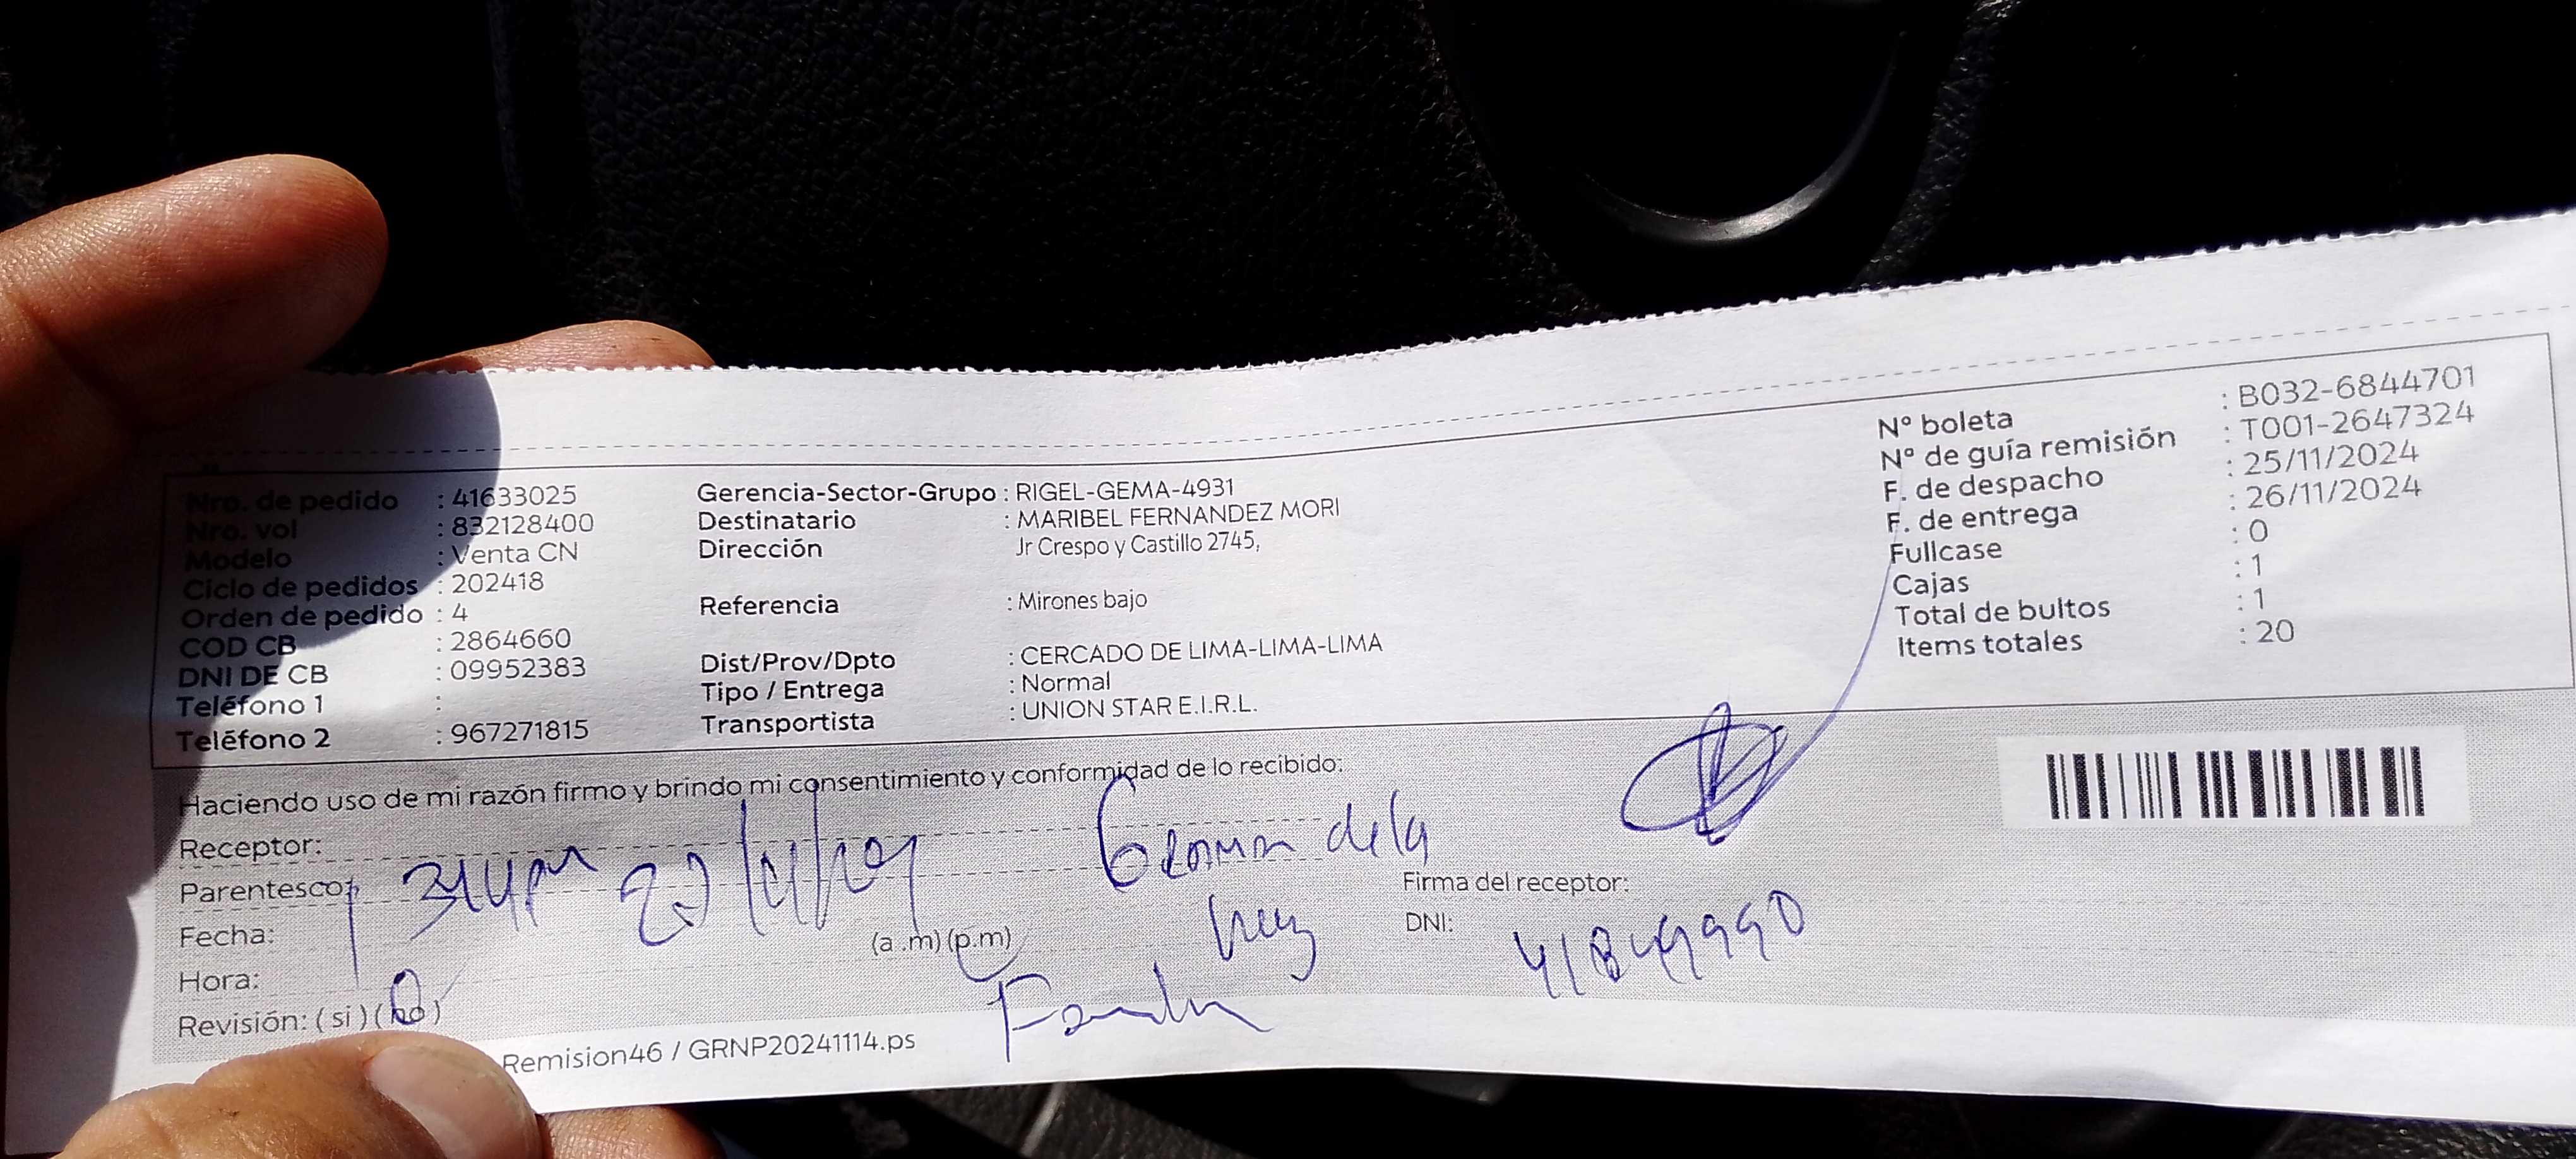 Nro. de pedido : 41633025
Nro. vol : 832128400
Modelo : Venta CN
Ciclo de pedidos : 202418
Orden de pedido : 4
COD CB : 2864660
DNI DE CB : 09952383
Teléfono 1 :
Teléfono 2 : 967271815
Gerencia-Sector-Grupo : RIGEL-GEMA-4931
Destinatario : MARIBEL FERNANDEZ MORI
Dirección Jr Crespo y Castillo 2745,
Referencia : Mirones bajo
Dist/Prov/Dpto : CERCADO DE LIMA-LIMA-LIMA
Tipo / Entrega : Normal
Transportista : UNION STAR E.I.R.L.
Nº boleta : B032-6844701
Nº de guía remisión : T001-2647324
F. de despacho : 25/11/2024
F. de entrega : 26/11/2024
Fullcase : 0
Cajas : 1
Total de bultos : 1
Items totales : 20
Haciendo uso de mi razón firmo y brindo mi consentimiento y conformidad de lo recibido:
Receptor:
Parentesco:
Fecha:
(a.m) (p.m)
Hora:
Revisión: ( si ) ( no )
dela
Firma del receptor:
DNI:
Remision46 / GRNP20241114.ps